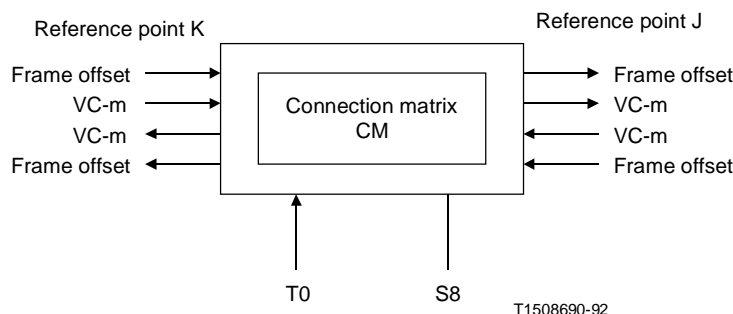 Reference point K
Reference point J
Frame offset
VC-m
VC-m
Frame offset
Connection matrix
CM
Frame offset
VC-m
VC-m
Frame offset
T0
S8
T1508690-92